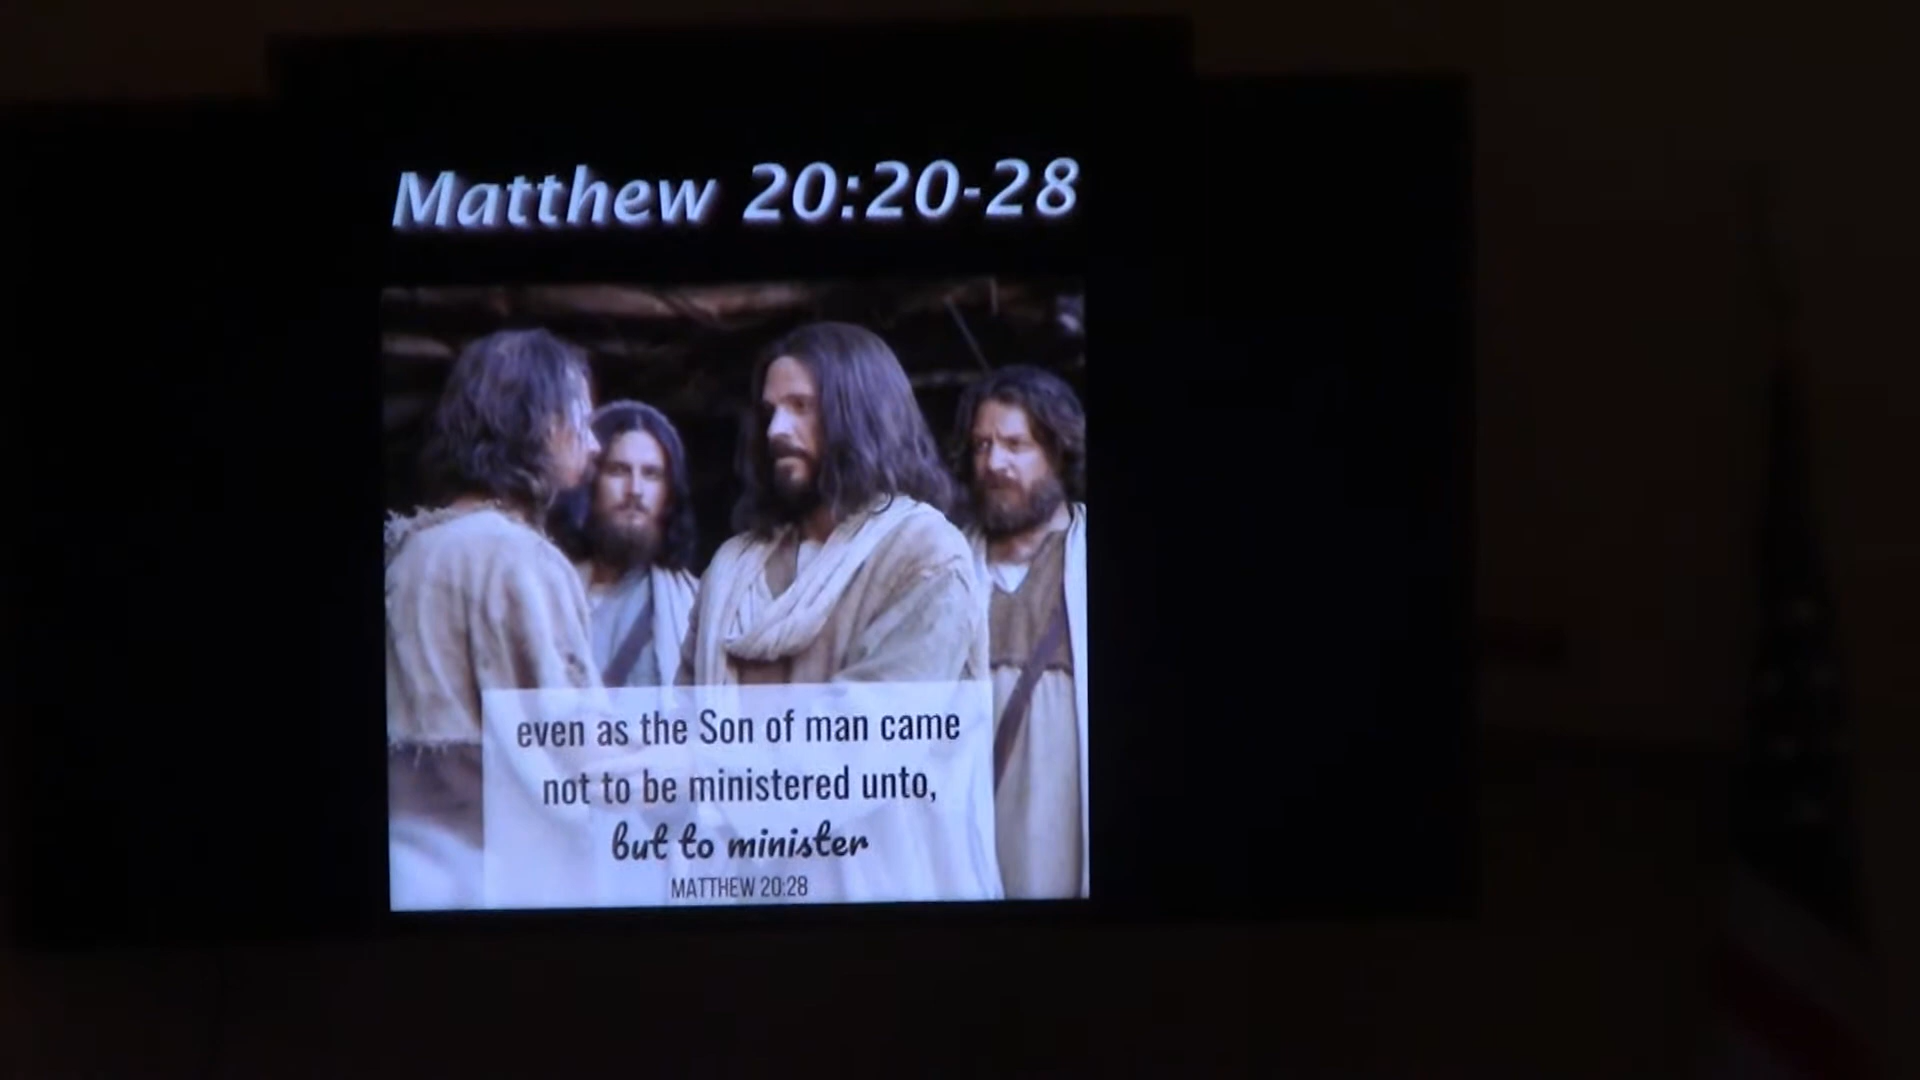 Matthew 20:20-28
even as the Son of man came
not to be ministered unto,
but to minister
MATTHEW 20:28